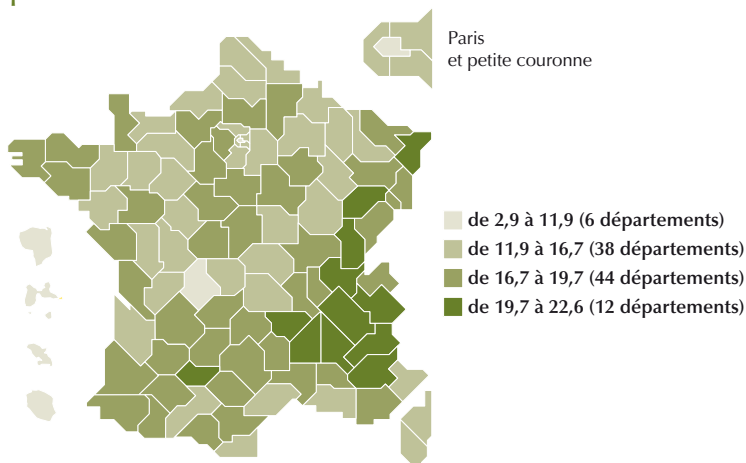 Paris
et petite couronne
de 2,9 à 11,9 (6 départements)
de 11,9 à 16,7 (38 départements)
de 16,7 à 19,7 (44 départements)
de 19,7 à 22,6 (12 départements)